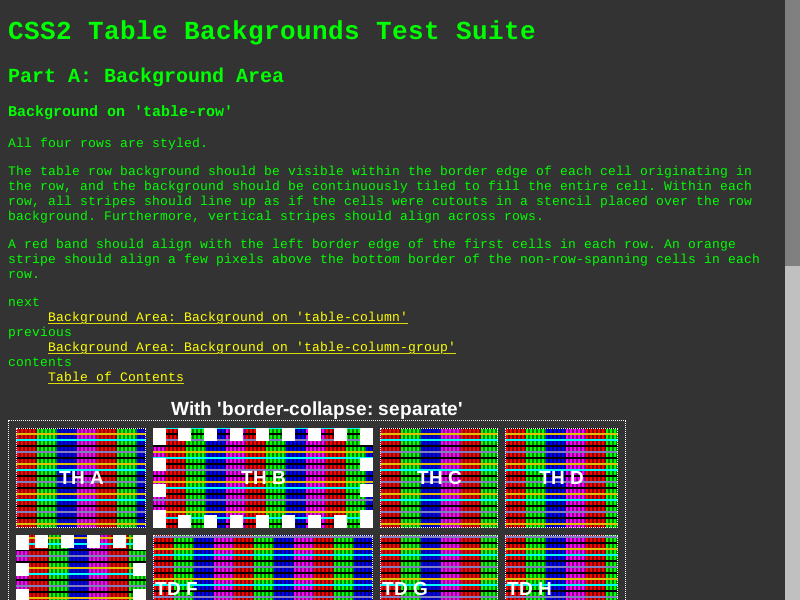 CSS2 Table Backgrounds Test Suite
Part A: Background Area
Background on 'table-row'
All four rows are styled.
The table row background should be visible within the border edge of each cell originating in
the row, and the background should be continuously tiled to fill the entire cell. Within each
row, all stripes should line up as if the cells were cutouts in a stencil placed over the row
background. Furthermore, vertical stripes should align across rows.
A red band should align with the left border edge of the first cells in each row. An orange
stripe should align a few pixels above the bottom border of the non-row-spanning cells in each
row.
next
Background Area: Background on 'table-column'
previous
Background Area: Background on 'table-column-group'
contents
Table of Contents
With 'border-collapse: separate'
TH A TH B TH C TH D
TD F TD G TD H